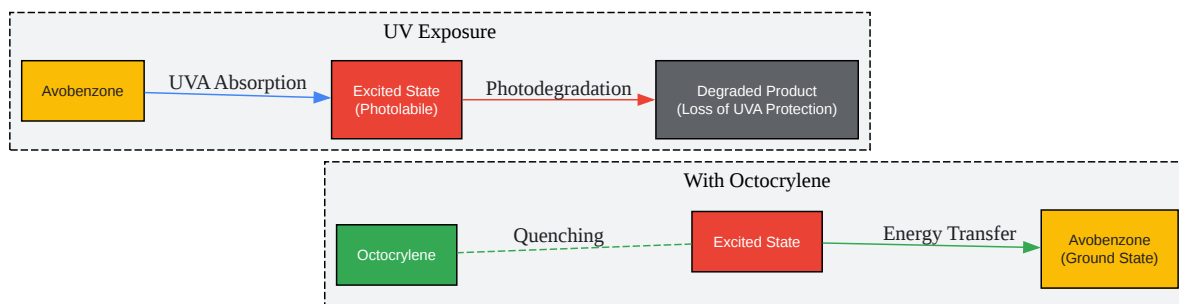 UV Exposure
Avobenzone
UVA Absorption
Excited State
(Photolabile)
Photodegradation
Degraded Product
(Loss of UVA Protection)
With Octocrylene
Octocrylene
Quenching
Excited State
Energy Transfer
Avobenzone
(Ground State)